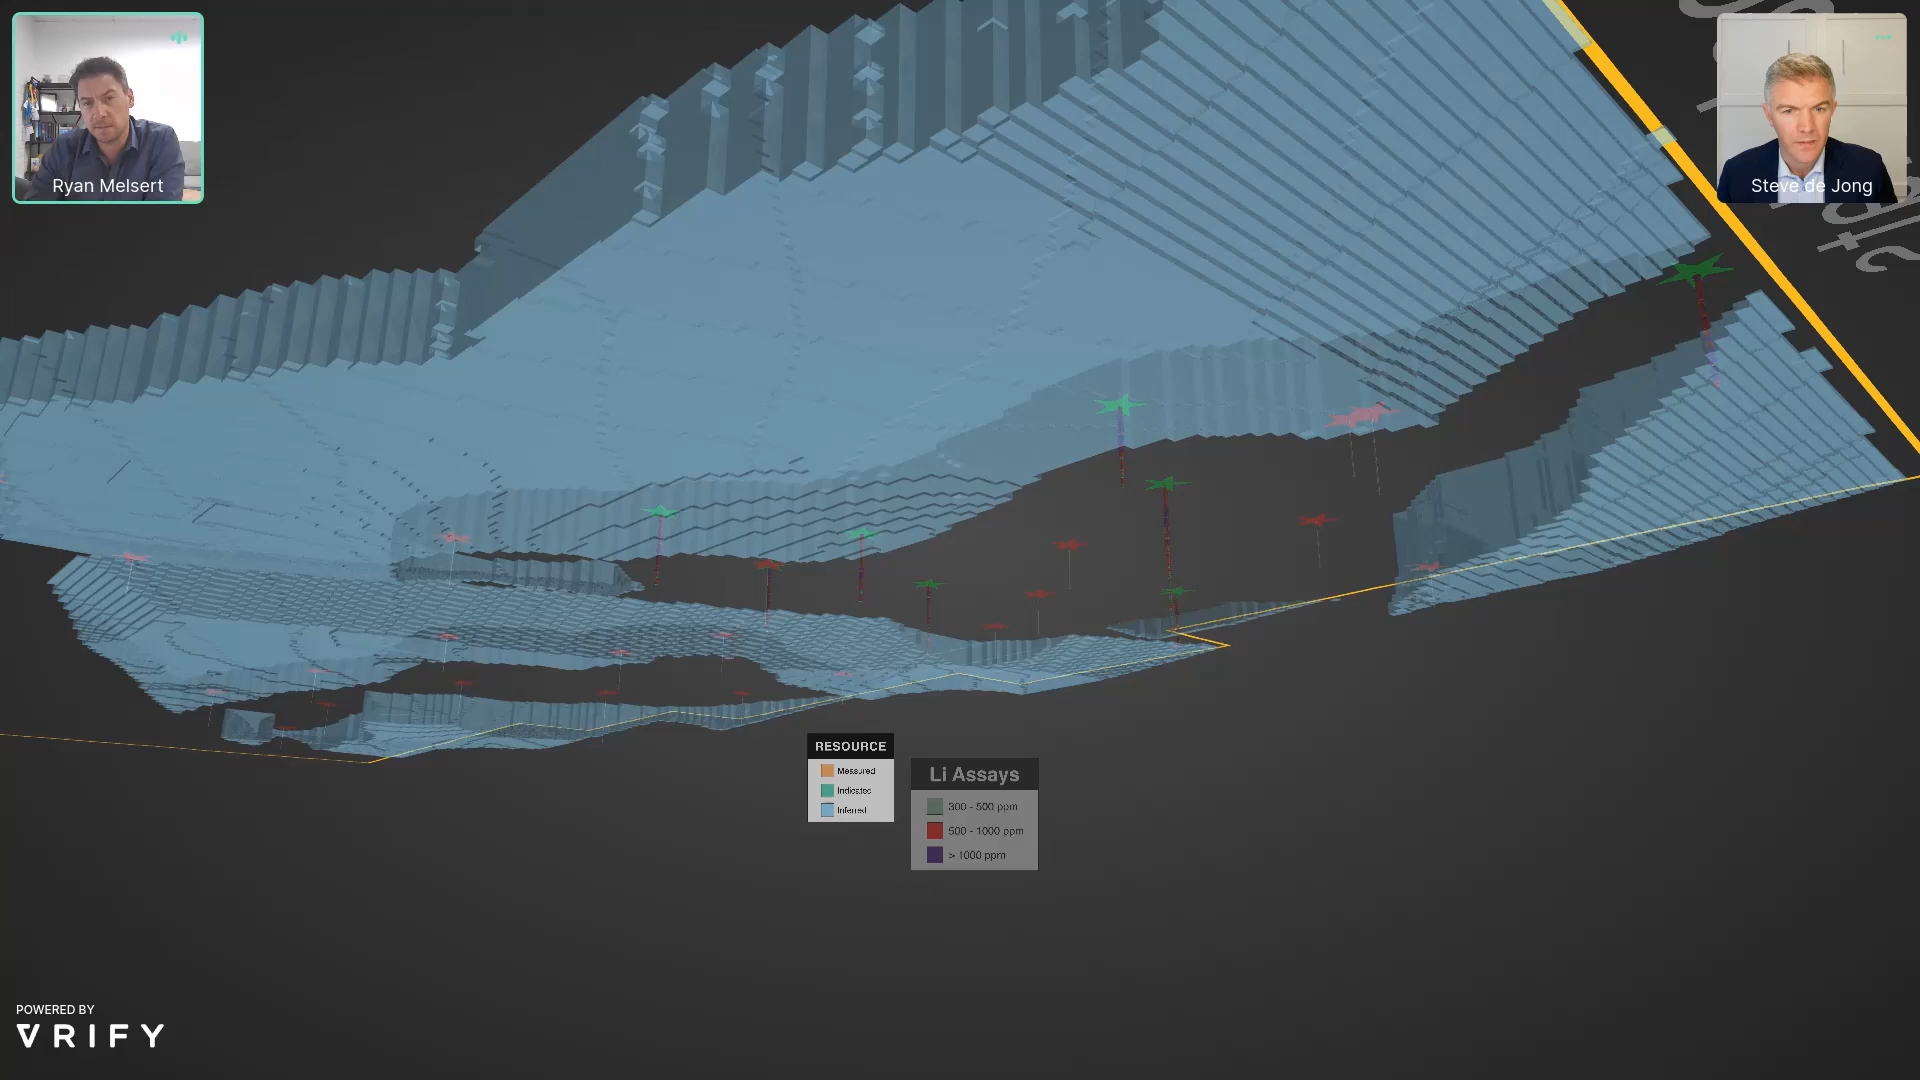 Ryan Melsert
Steve de Jong
RESOURCE
Measured
Indicated
Inferred
Li Assays
300 - 500 ppm
500 - 1000 ppm
> 1000 ppm
POWERED BY
VRIFY